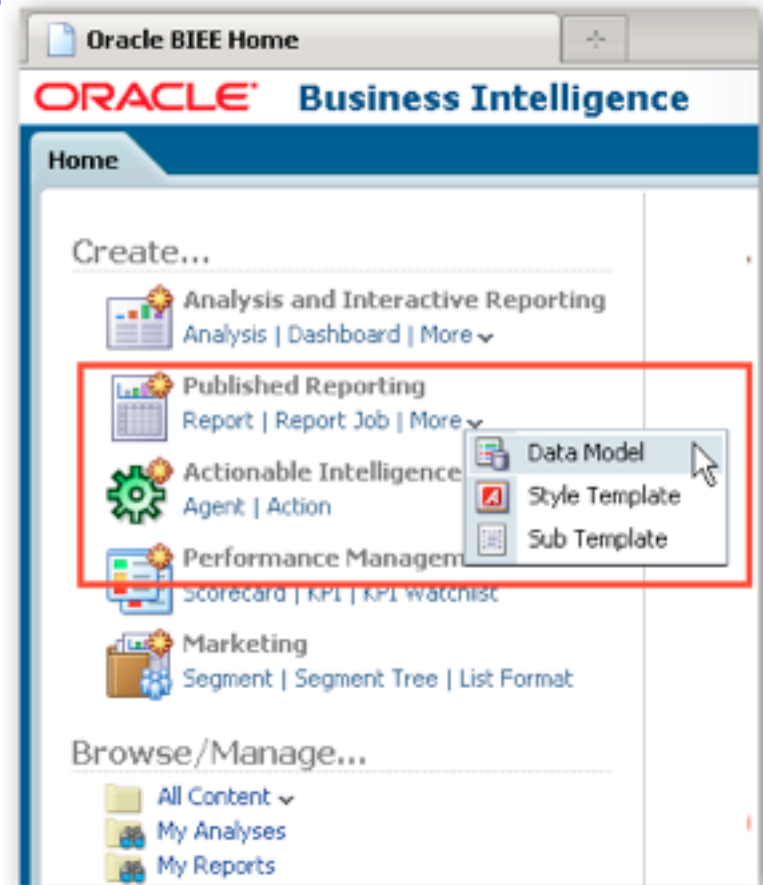 Oracle BIEE Home
ORACLE Business Intelligence
Home
Create...
Analysis and Interactive Reporting
Analysis | Dashboard | More
Published Reporting
Report | Report Job | More
Data Model
Actionable Intelligence
Style Template
Agent | Action
Sub Template
Performance Managem
Scorecard | KPI | KPI Watchlist
Marketing
Segment | Segment Tree | List Format
Browse/Manage...
All Content
My Analyses
My Reports